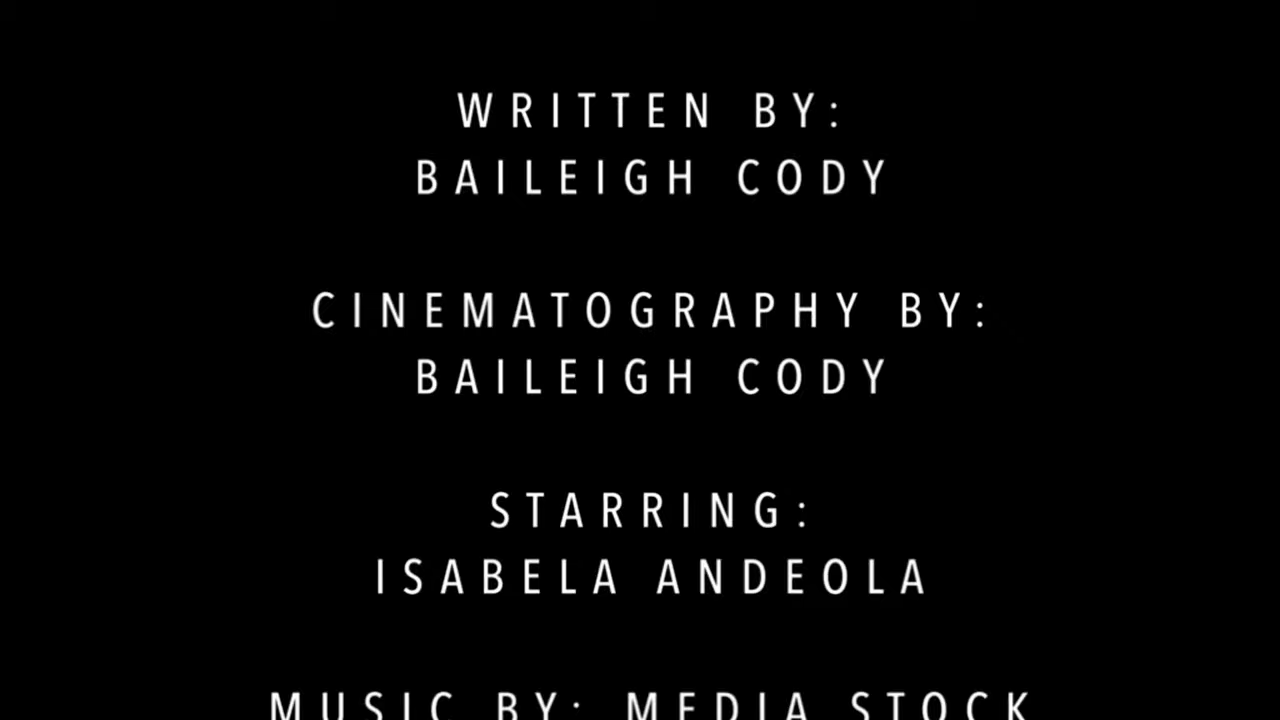 WRITTEN BY:
BAILEIGH CODY
CINEMATOGRAPHY BY:
BAILEIGH CODY
STARRING:
ISABELA ANDEOLA
MUSIC BY: MEDIA STOCK